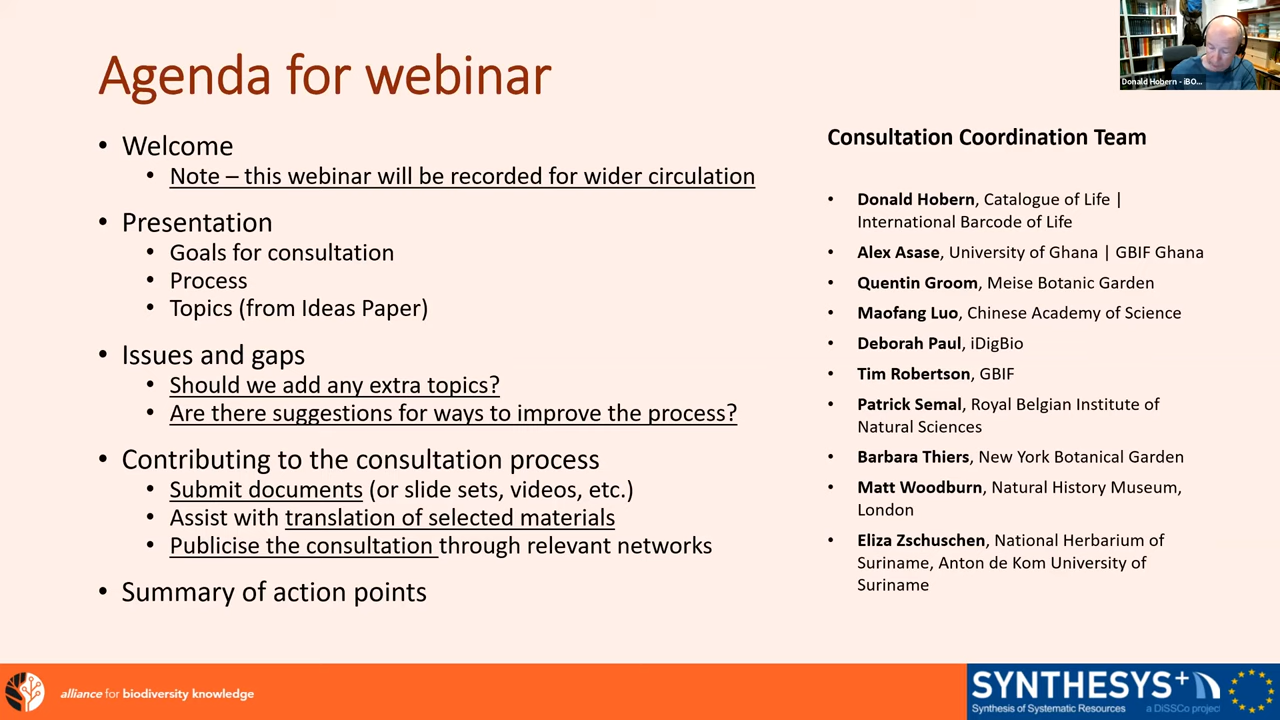 Agenda for webinar
• Welcome
• Note – this webinar will be recorded for wider circulation
• Presentation
• Goals for consultation
• Process
• Topics (from Ideas Paper)
• Issues and gaps
• Should we add any extra topics?
• Are there suggestions for ways to improve the process?
• Contributing to the consultation process
• Submit documents (or slide sets, videos, etc.)
• Assist with translation of selected materials
• Publicise the consultation through relevant networks
• Summary of action points
Donald Hobern - iBO...
Consultation Coordination Team
• Donald Hobern, Catalogue of Life |
International Barcode of Life
• Alex Asase, University of Ghana | GBIF Ghana
• Quentin Groom, Meise Botanic Garden
• Maofang Luo, Chinese Academy of Science
• Deborah Paul, iDigBio
• Tim Robertson, GBIF
• Patrick Semal, Royal Belgian Institute of
Natural Sciences
• Barbara Thiers, New York Botanical Garden
• Matt Woodburn, Natural History Museum,
London
• Eliza Zschuschen, National Herbarium of
Suriname, Anton de Kom University of
Suriname
alliance for biodiversity knowledge
SYNTHESYS+
Synthesis of Systematic Resources
a DiSSCo project